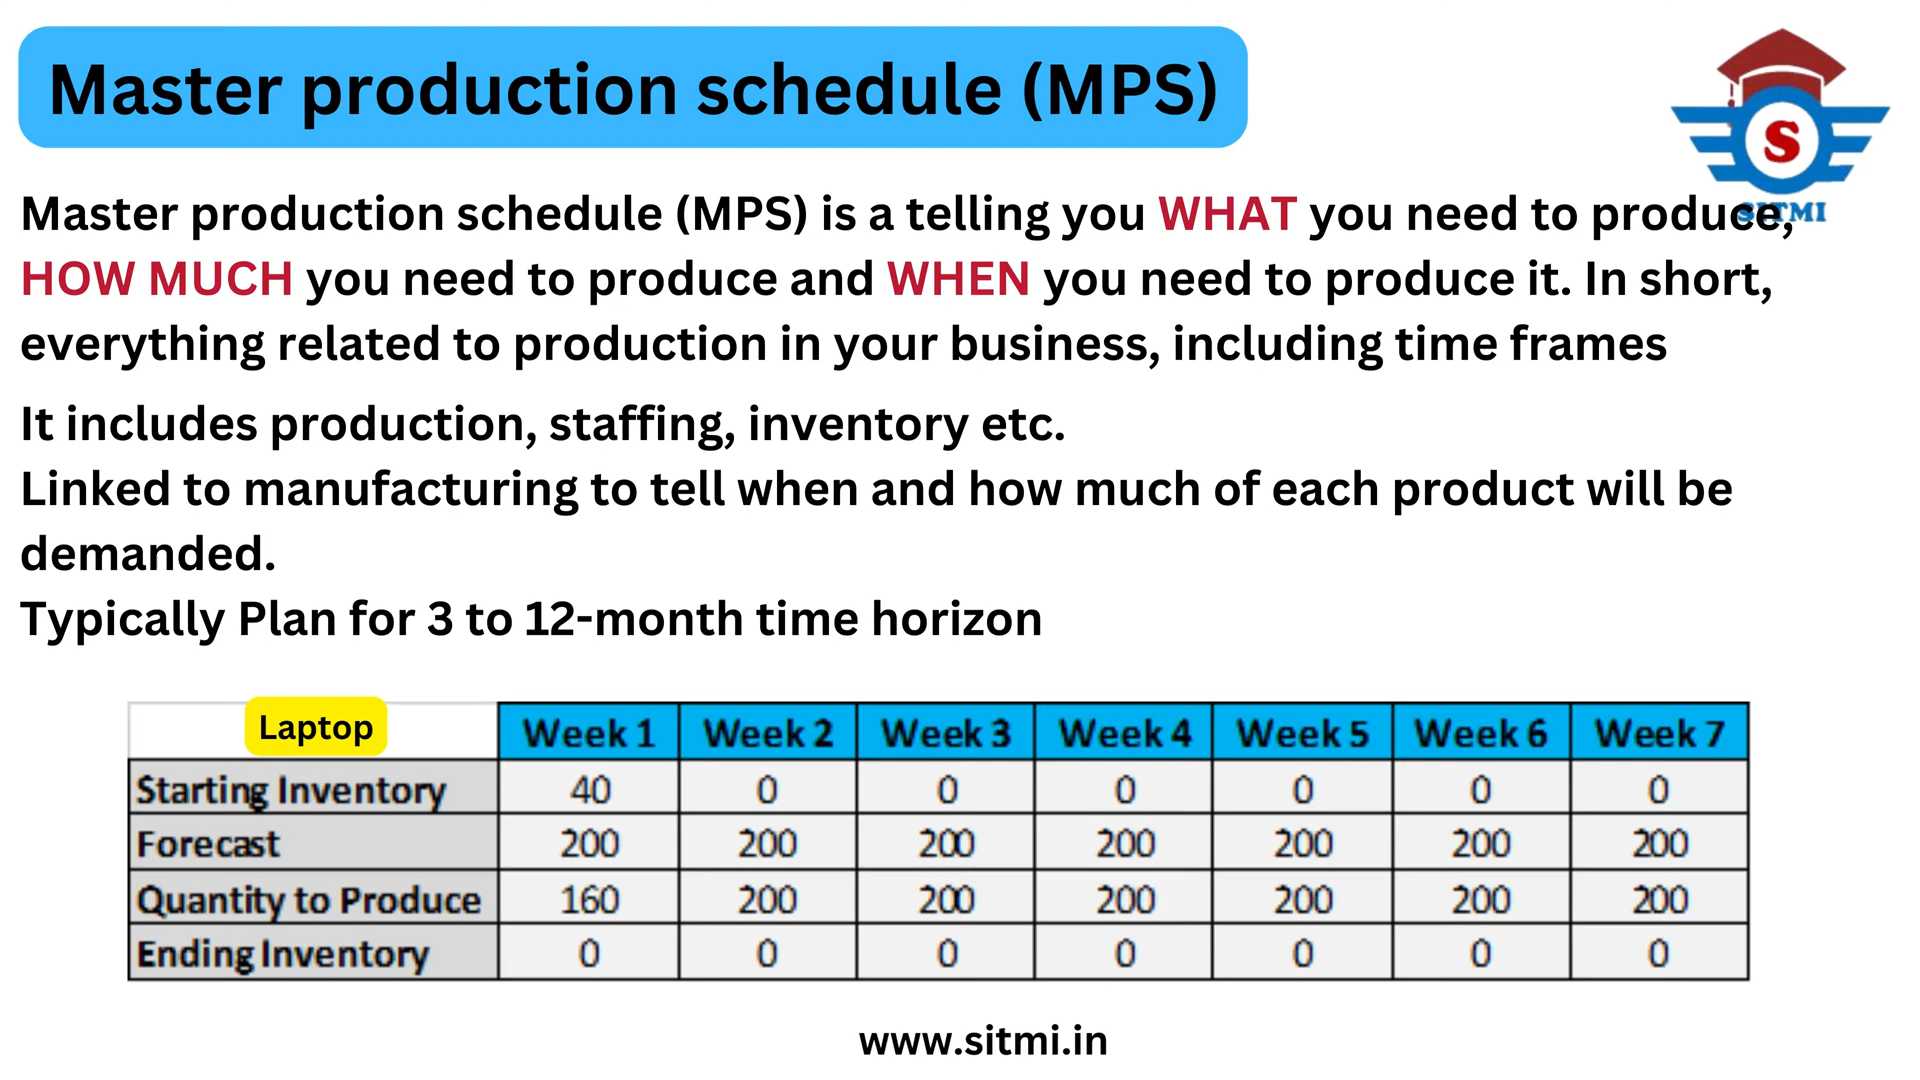 Master production schedule (MPS)
S
SITMI
Master production schedule (MPS) is a telling you WHAT you need to produce,
HOW MUCH you need to produce and WHEN you need to produce it. In short,
everything related to production in your business, including time frames
It includes production, staffing, inventory etc.
Linked to manufacturing to tell when and how much of each product will be
demanded.
Typically Plan for 3 to 12-month time horizon
Laptop Week 1 Week 2 Week 3 Week 4 Week 5 Week 6 Week 7
Starting Inventory 40 0 0 0 0 0 0
Forecast 200 200 200 200 200 200 200
Quantity to Produce 160 200 200 200 200 200 200
Ending Inventory 0 0 0 0 0 0 0
www.sitmi.in